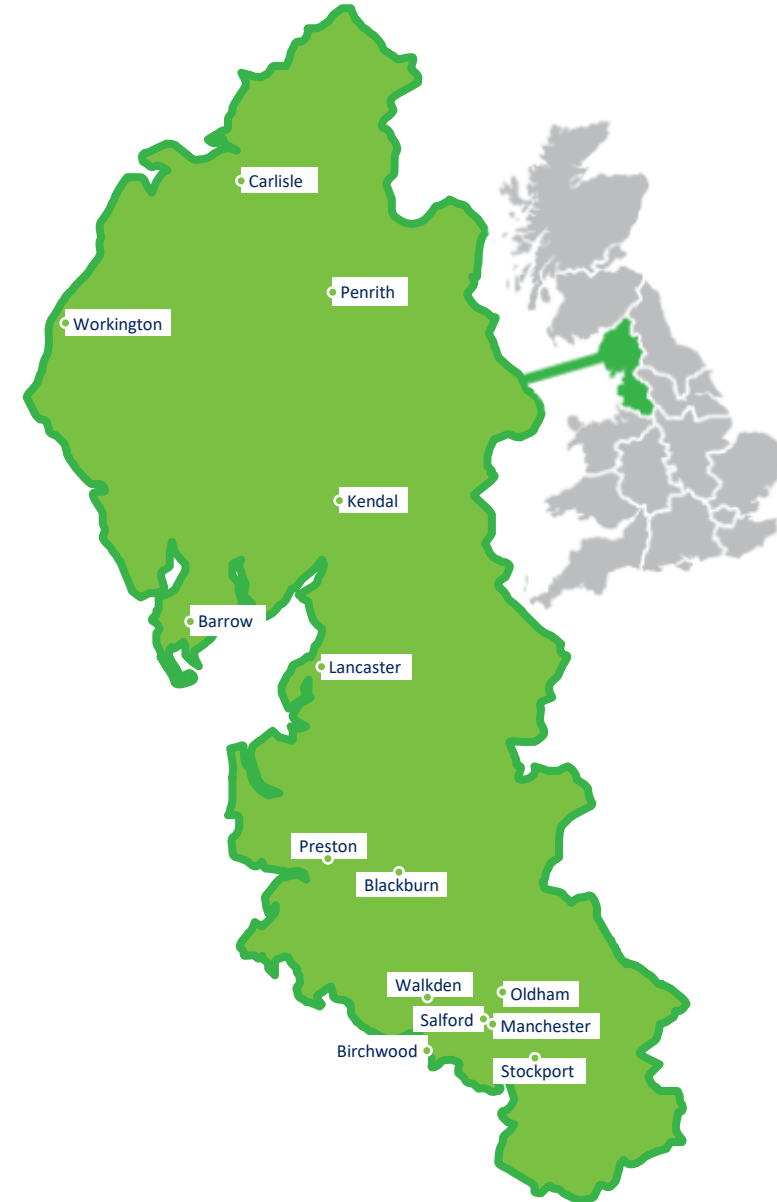 Carlisle
Penrith
Workington
Kendal
Barrow
Lancaster
Preston
Blackburn
Walkden
Oldham
Salford
Manchester
Birchwood
Stockport